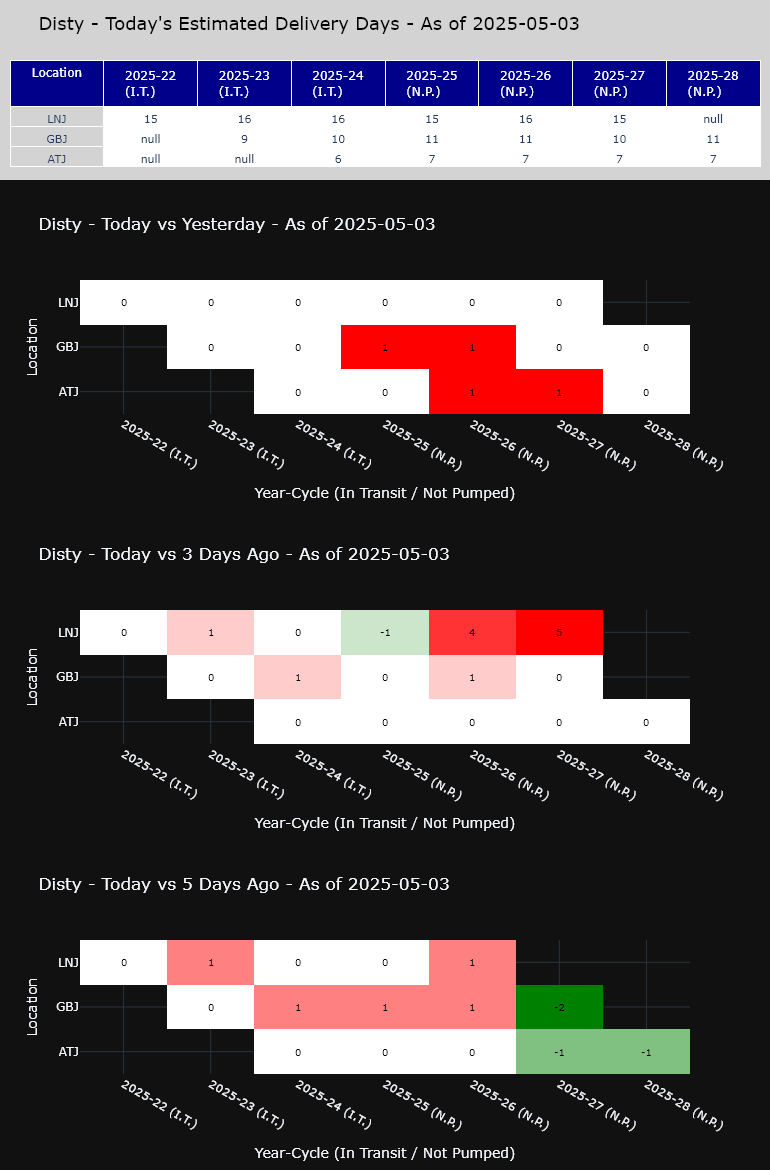 Disty - Today's Estimated Delivery Days - As of 2025-05-03
Location 2025-22 (I.T.) 2025-23 (I.T.) 2025-24 (I.T.) 2025-25 (N.P.) 2025-26 (N.P.) 2025-27 (N.P.) 2025-28 (N.P.)
LNJ 15 16 16 15 16 15 null
GBJ null 9 10 11 11 10 11
ATJ null null 6 7 7 7 7
Disty - Today vs Yesterday - As of 2025-05-03
Location
LNJ 0 0 0 0 0 0
GBJ 0 0 1 1 0 0
ATJ 0 0 1 1 0
2025-22 (I.T.) 2025-23 (I.T.) 2025-24 (I.T.) 2025-25 (N.P.) 2025-26 (N.P.) 2025-27 (N.P.) 2025-28 (N.P.)
Year-Cycle (In Transit / Not Pumped)
Disty - Today vs 3 Days Ago - As of 2025-05-03
Location
LNJ 0 1 0 -1 4 5
GBJ 0 1 0 1 0
ATJ 0 0 0 0 0
2025-22 (I.T.) 2025-23 (I.T.) 2025-24 (I.T.) 2025-25 (N.P.) 2025-26 (N.P.) 2025-27 (N.P.) 2025-28 (N.P.)
Year-Cycle (In Transit / Not Pumped)
Disty - Today vs 5 Days Ago - As of 2025-05-03
Location
LNJ 0 1 0 0 1
GBJ 0 1 1 1 -2
ATJ 0 0 0 -1 -1
2025-22 (I.T.) 2025-23 (I.T.) 2025-24 (I.T.) 2025-25 (N.P.) 2025-26 (N.P.) 2025-27 (N.P.) 2025-28 (N.P.)
Year-Cycle (In Transit / Not Pumped)